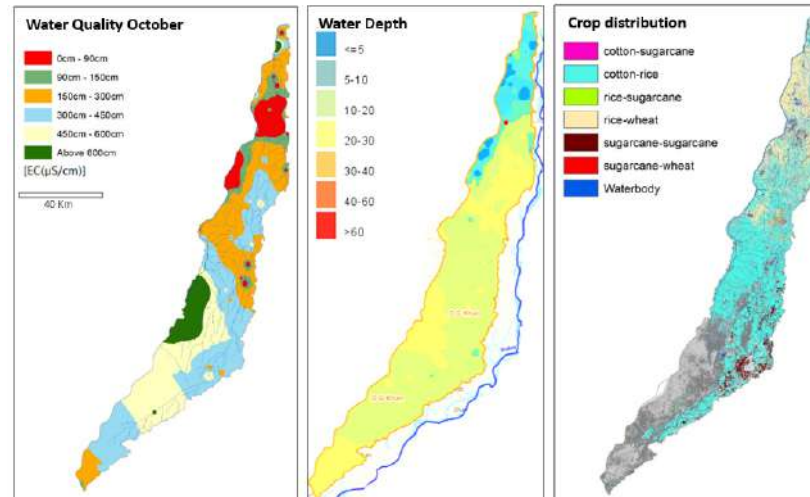 Water Quality October
0cm - 90cm
90cm - 150cm
150cm - 300cm
300cm - 450cm
450cm - 600cm
Above 600cm
[EC(µS/cm)]
40 Km
Water Depth
<=5
5-10
10-20
20-30
30-40
40-60
>60
D.G.Khan
D.G.Khan
Crop distribution
cotton-sugarcane
cotton-rice
rice-sugarcane
rice-wheat
sugarcane-sugarcane
sugarcane-wheat
Waterbody